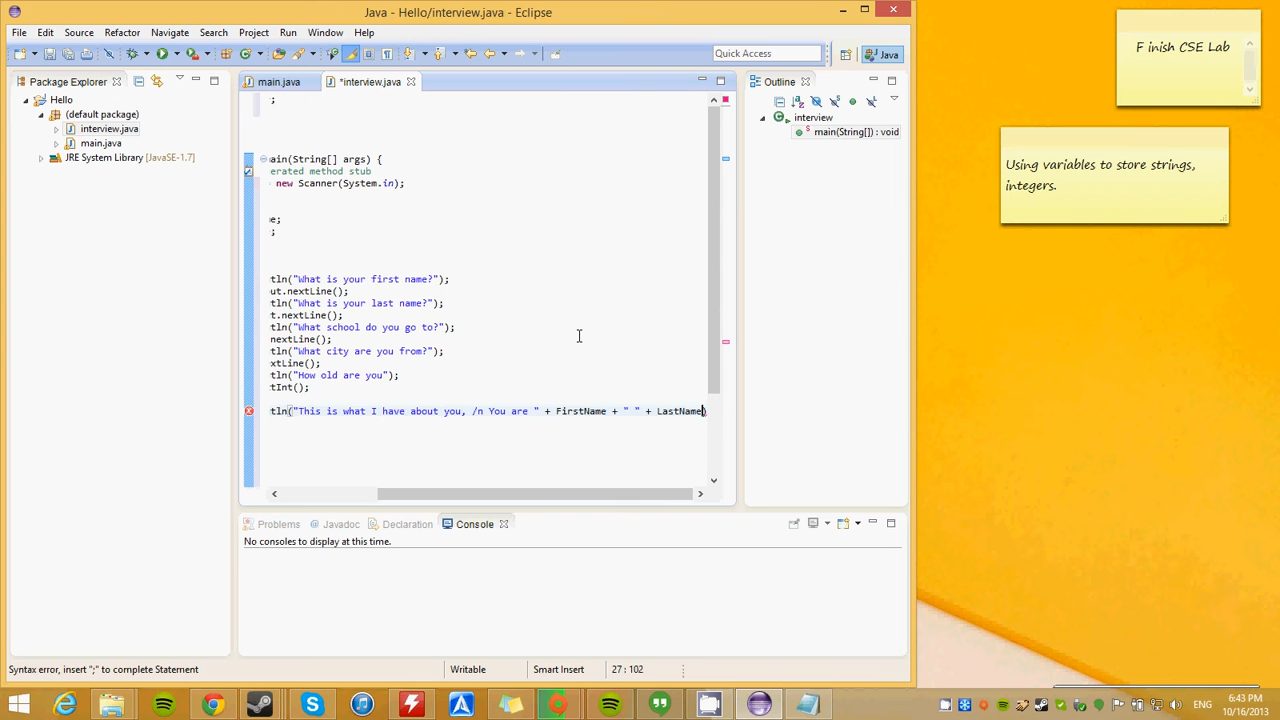 Java - Hello/interview.java - Eclipse
File Edit Source Refactor Navigate Search Project Run Window Help
Quick Access
Java
Package Explorer
main.java
*interview.java
Outline
Hello
(default package)
interview.java
main.java
JRE System Library [JavaSE-1.7]
;
ain(String[] args) {
erated method stub
new Scanner(System.in);
e;
;
tln("What is your first name?");
ut.nextLine();
tln("What is your last name?");
t.nextLine();
tln("What school do you go to?");
nextLine();
tln("What city are you from?");
xtLine();
tln("How old are you");
tInt();
tln("This is what I have about you, /n You are " + FirstName + " " + LastName)
interview
main(String[]) : void
Problems Javadoc Declaration Console
No consoles to display at this time.
Syntax error, insert ";" to complete Statement
Writable
Smart Insert
27 : 102
F inish CSE Lab
Using variables to store strings,
integers.
ENG
6:43 PM
10/16/2013